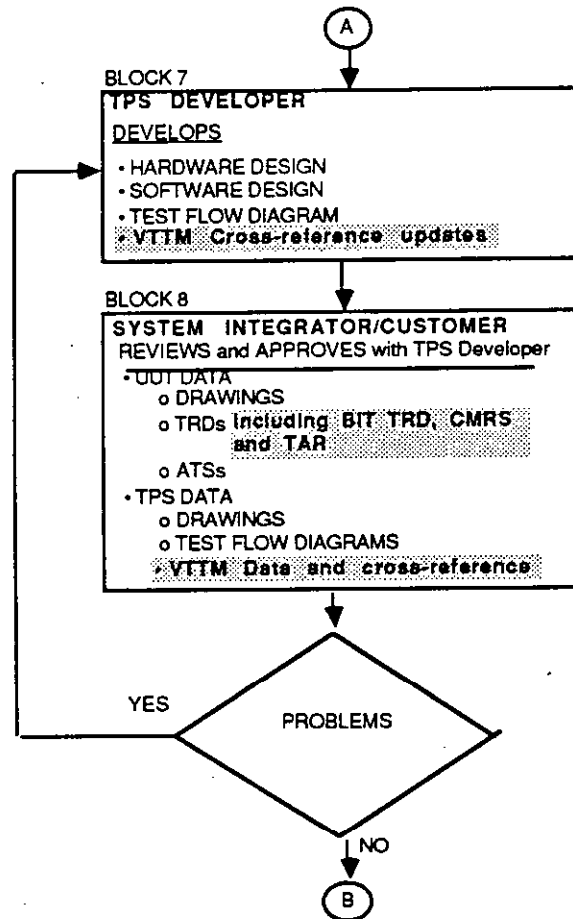 A
BLOCK 7
TPS DEVELOPER
DEVELOPS
• HARDWARE DESIGN
• SOFTWARE DESIGN
• TEST FLOW DIAGRAM
• VTTM Cross-reference updates
BLOCK 8
SYSTEM INTEGRATOR/CUSTOMER
REVIEWS and APPROVES with TPS Developer
• UUT DATA
o DRAWINGS
o TRDs including BIT TRD, CMRS
and TAR
o ATSs
• TPS DATA
o DRAWINGS
o TEST FLOW DIAGRAMS
• VTTM Data and cross-reference
YES
PROBLEMS
NO
B